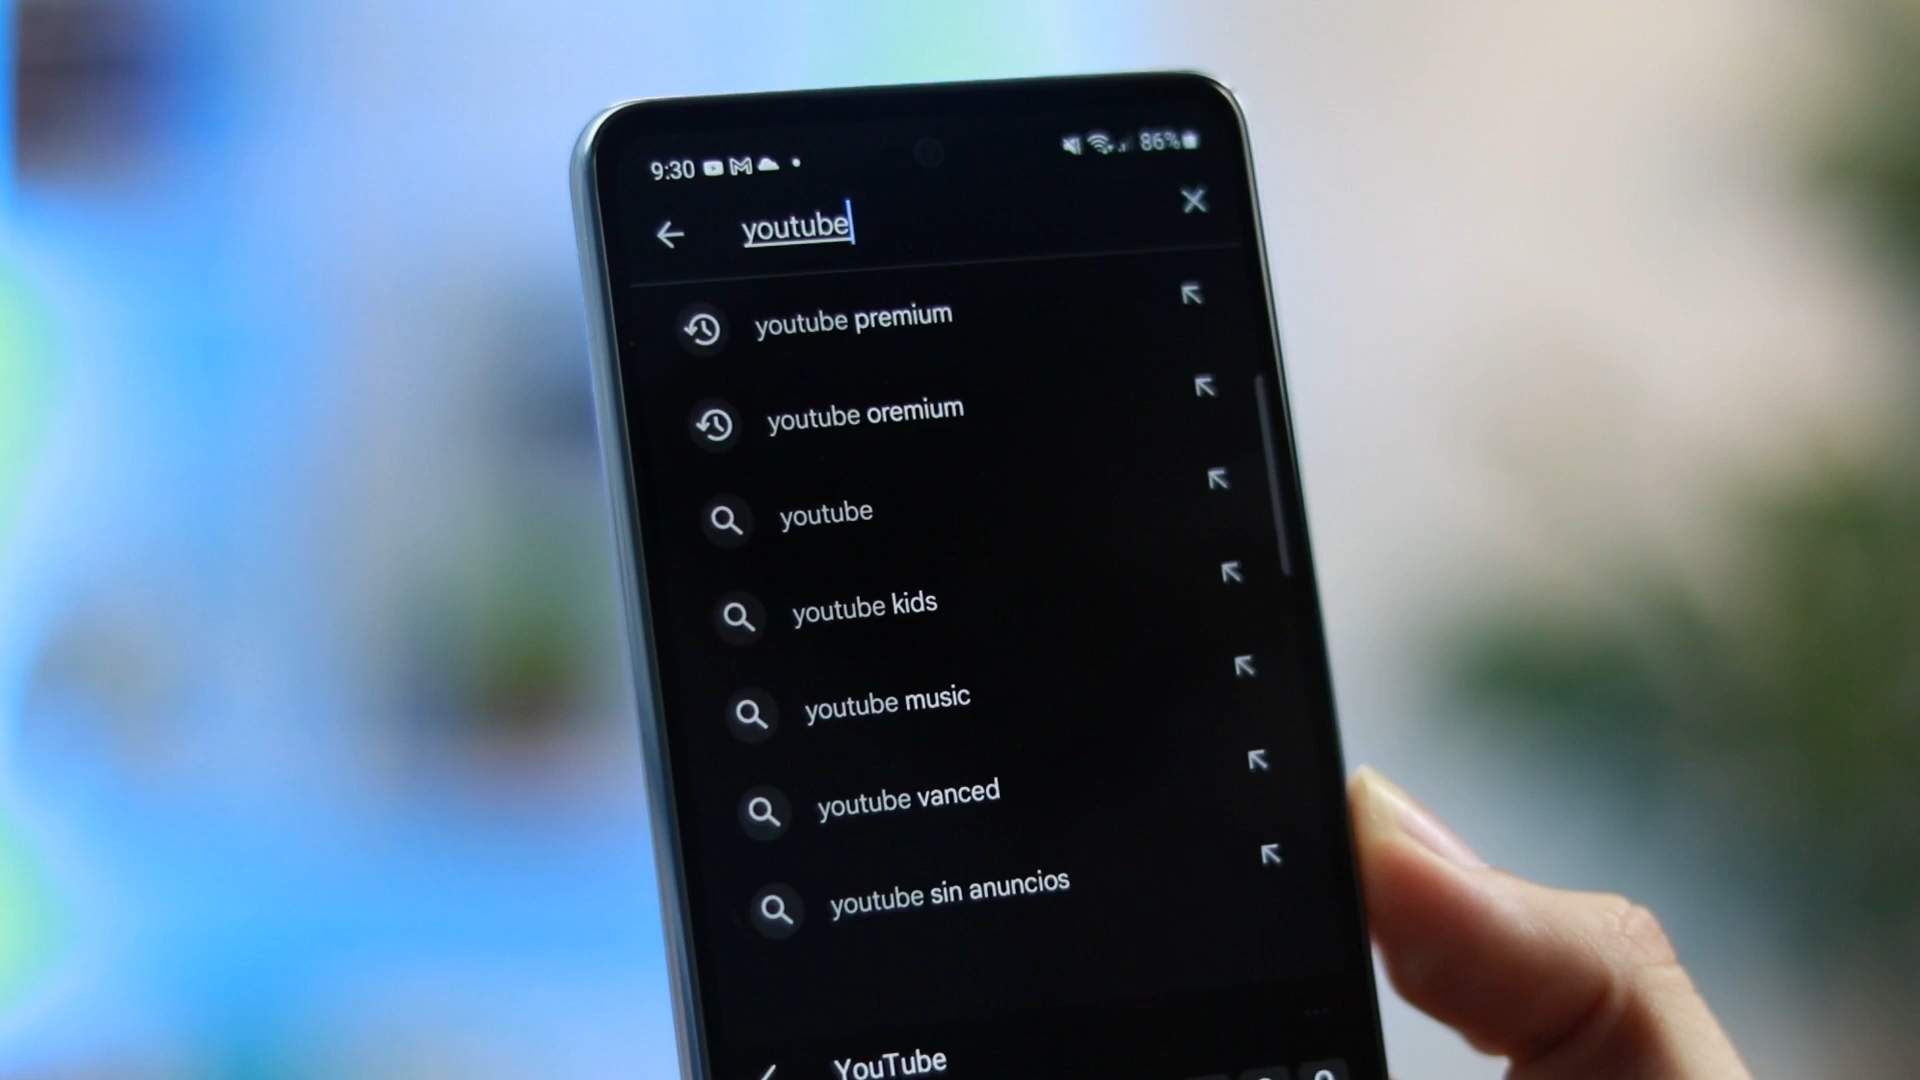 9:30 86%
youtube
youtube premium
youtube oremium
youtube
youtube kids
youtube music
youtube vanced
youtube sin anuncios
YouTube